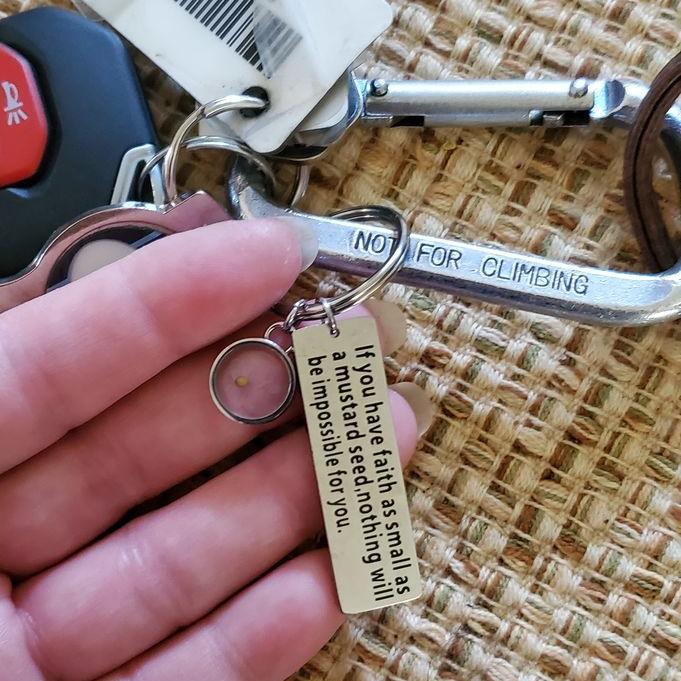 NOT FOR CLIMBING
If you have faith as small as
a mustard seed,nothing will
be impossible for you.